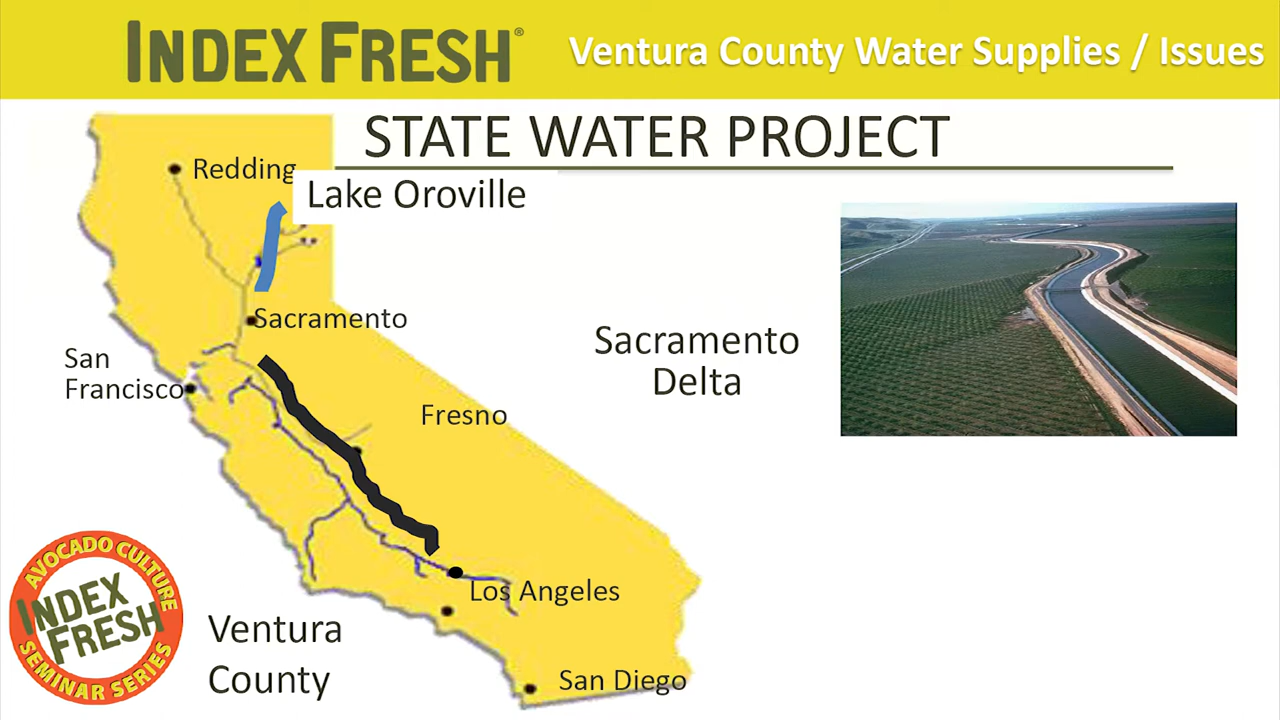 INDEX FRESH®
Ventura County Water Supplies / Issues
STATE WATER PROJECT
Redding
Lake Oroville
Sacramento
San
Francisco
Sacramento
Delta
Fresno
Los Angeles
Ventura
County
San Diego
AVOCADO CULTURE
INDEX
FRESH
SEMINAR SERIES